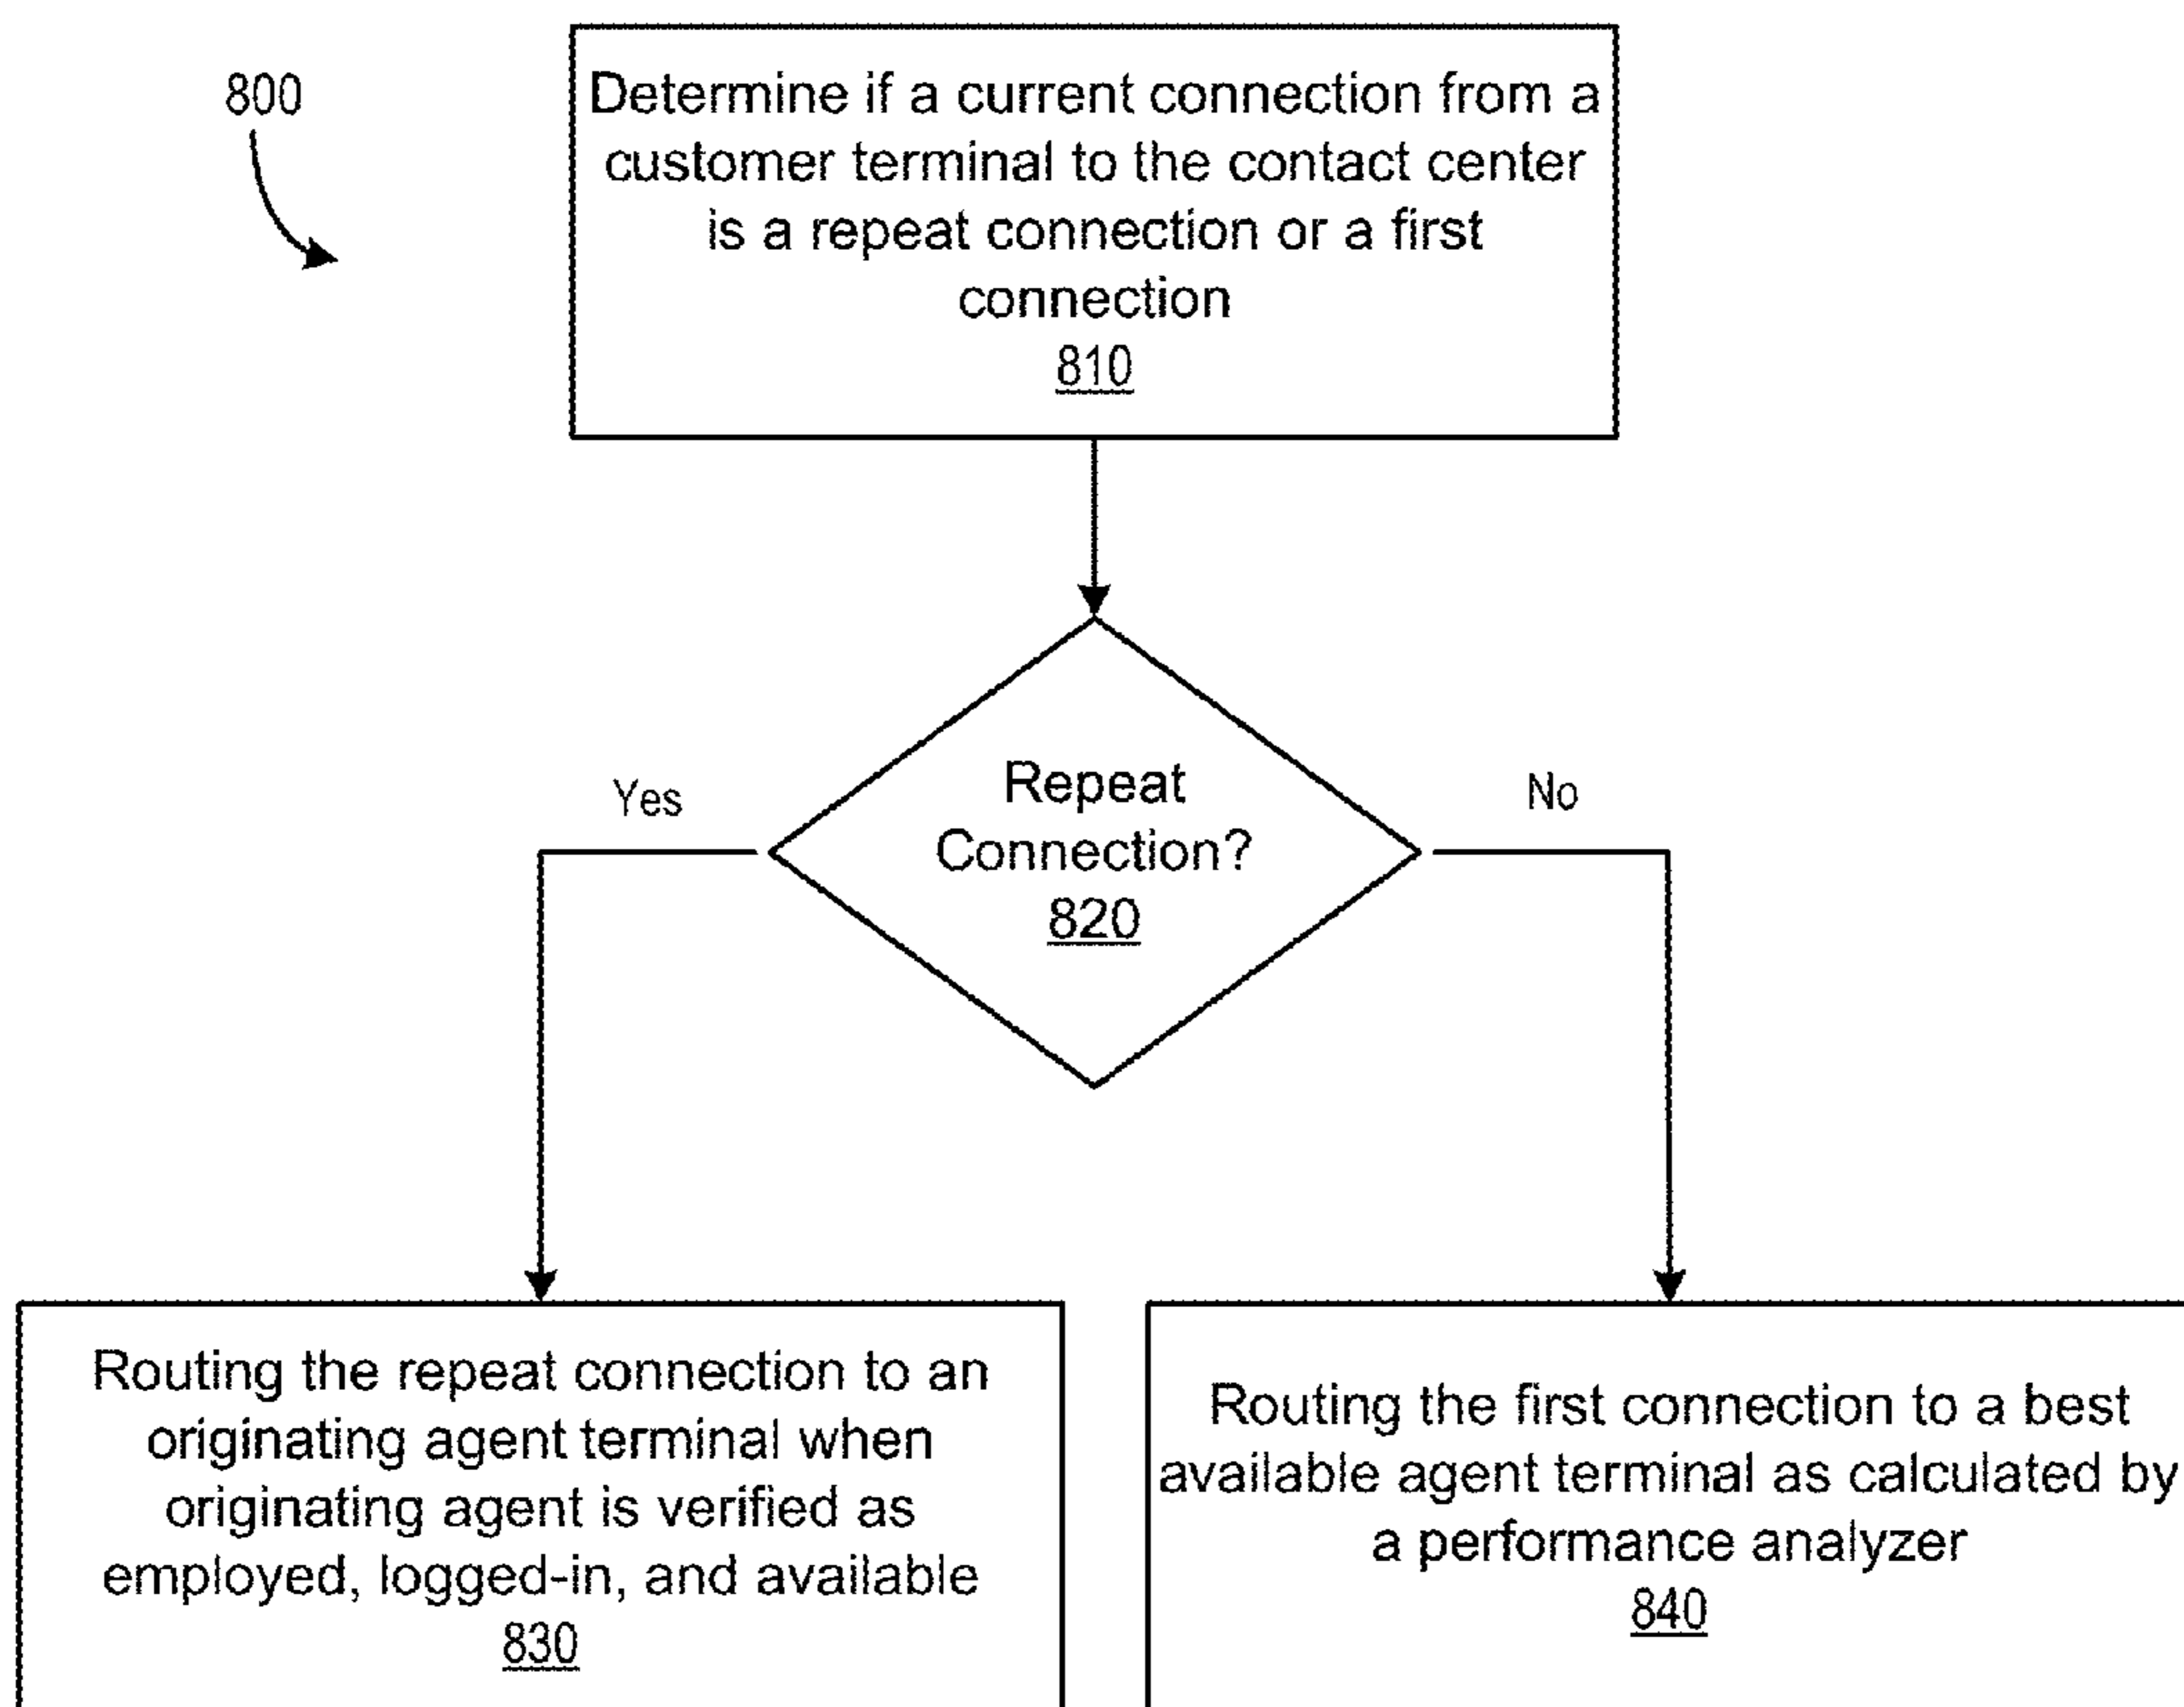 800
Determine if a current connection from a
customer terminal to the contact center
is a repeat connection or a first
connection
810
Repeat
Connection?
820
Yes
No
Routing the repeat connection to an
originating agent terminal when
originating agent is verified as
employed, logged-in, and available
830
Routing the first connection to a best
available agent terminal as calculated by
a performance analyzer
840